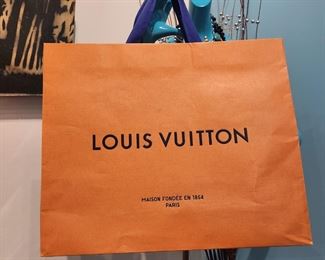 LOUIS VUITTON
MAISON FONDÉE EN 1854
PARIS